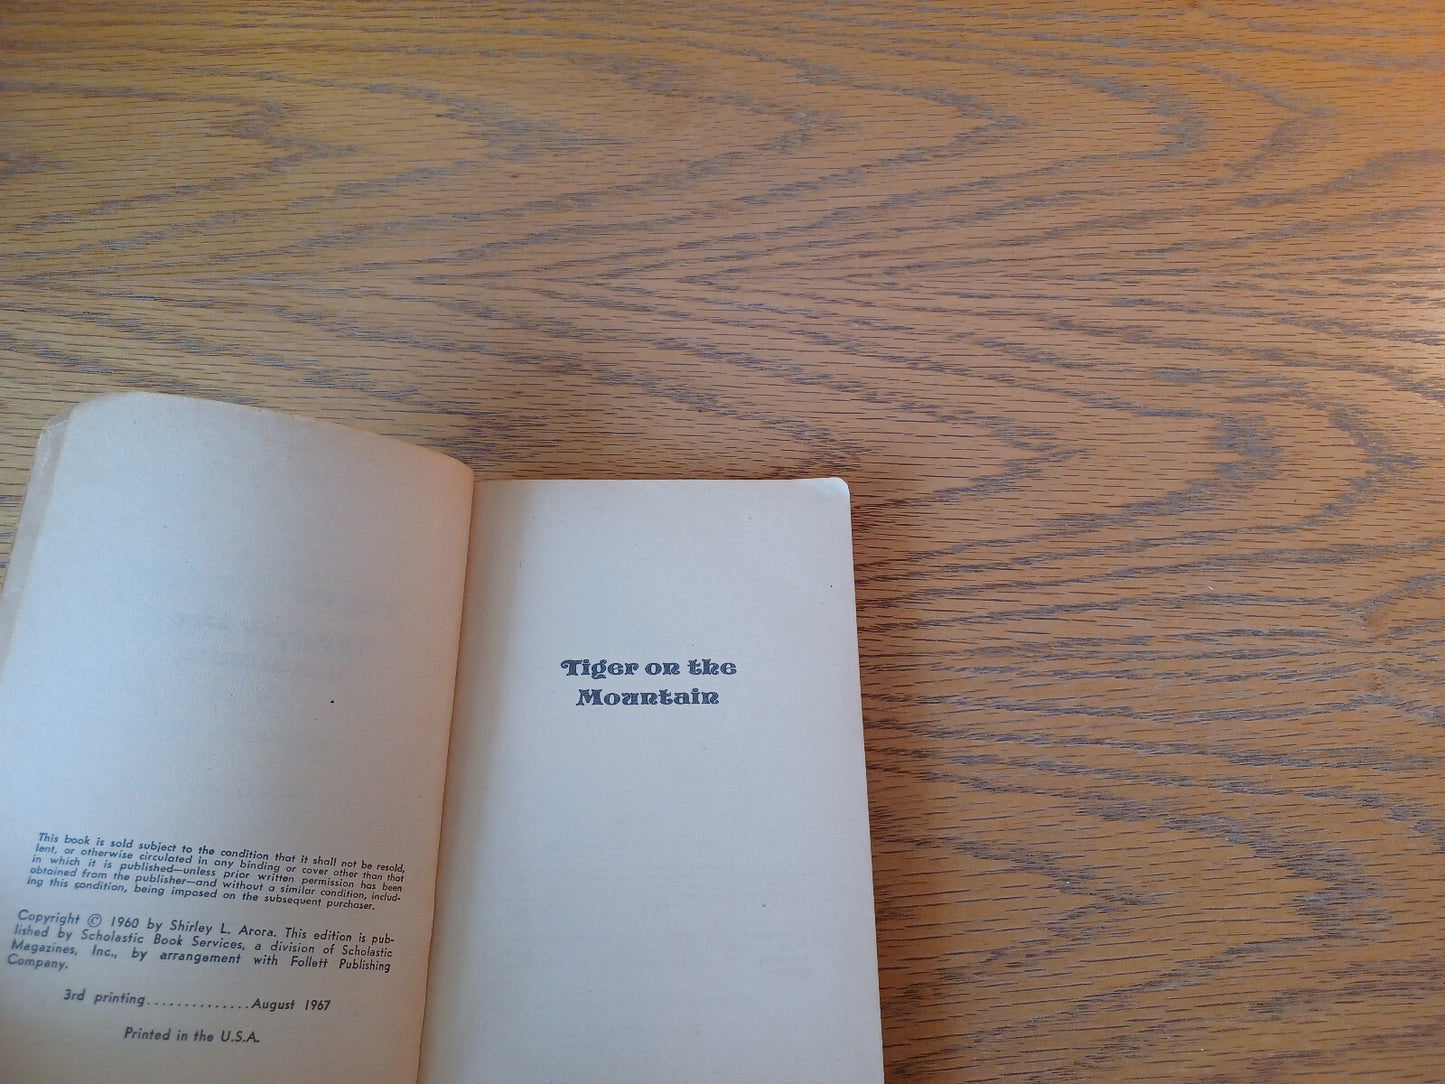 This book is sold subject to the condition that it shall not be resold,
lent, or otherwise circulated in any binding or cover other than that
in which it is published—unless prior written permission has been
obtained from the publisher—and without a similar condition, includ-
ing this condition, being imposed on the subsequent purchaser.
Copyright © 1960 by Shirley L. Arora. This edition is pub-
lished by Scholastic Book Services, a division of Scholastic
Magazines, Inc., by arrangement with Follett Publishing
Company.
3rd printing..............August 1967
Printed in the U.S.A.
Tiger on the
Mountain